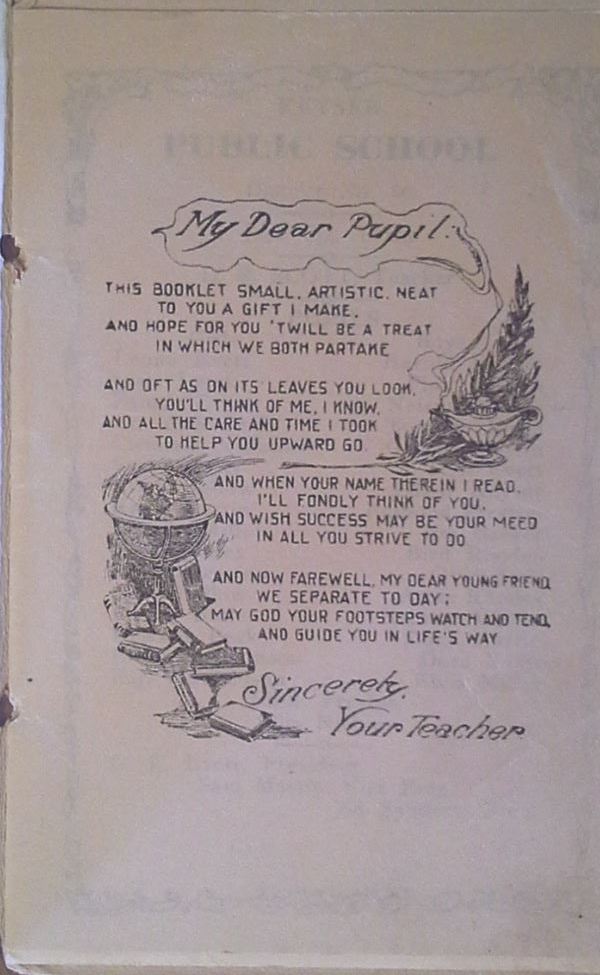 PUBLIC SCHOOL
My Dear Pupil:
THIS BOOKLET SMALL, ARTISTIC, NEAT
TO YOU A GIFT I MAKE,
AND HOPE FOR YOU 'TWILL BE A TREAT
IN WHICH WE BOTH PARTAKE
AND OFT AS ON ITS LEAVES YOU LOOK,
YOU'LL THINK OF ME, I KNOW,
AND ALL THE CARE AND TIME I TOOK
TO HELP YOU UPWARD GO.
AND WHEN YOUR NAME THEREIN I READ,
I'LL FONDLY THINK OF YOU,
AND WISH SUCCESS MAY BE YOUR MEED
IN ALL YOU STRIVE TO DO
AND NOW FAREWELL, MY DEAR YOUNG FRIEND,
WE SEPARATE TO DAY;
MAY GOD YOUR FOOTSTEPS WATCH AND TEND,
AND GUIDE YOU IN LIFE'S WAY
Sincerely,
Your Teacher